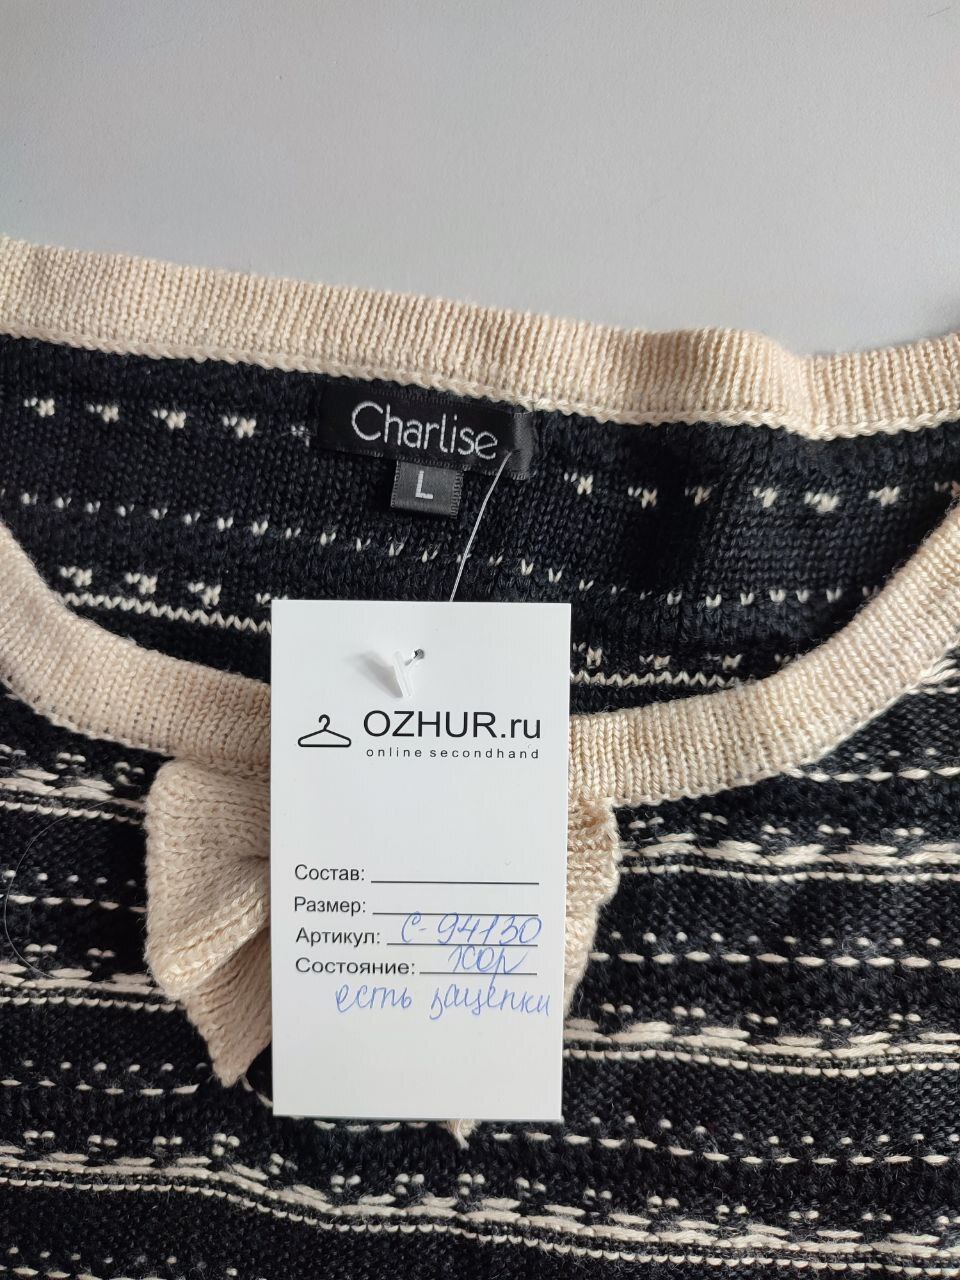 Charlise
L
OZHUR.ru
online secondhand
Состав:
Размер:
Артикул: С-94130
Состояние: хор
есть зацепки